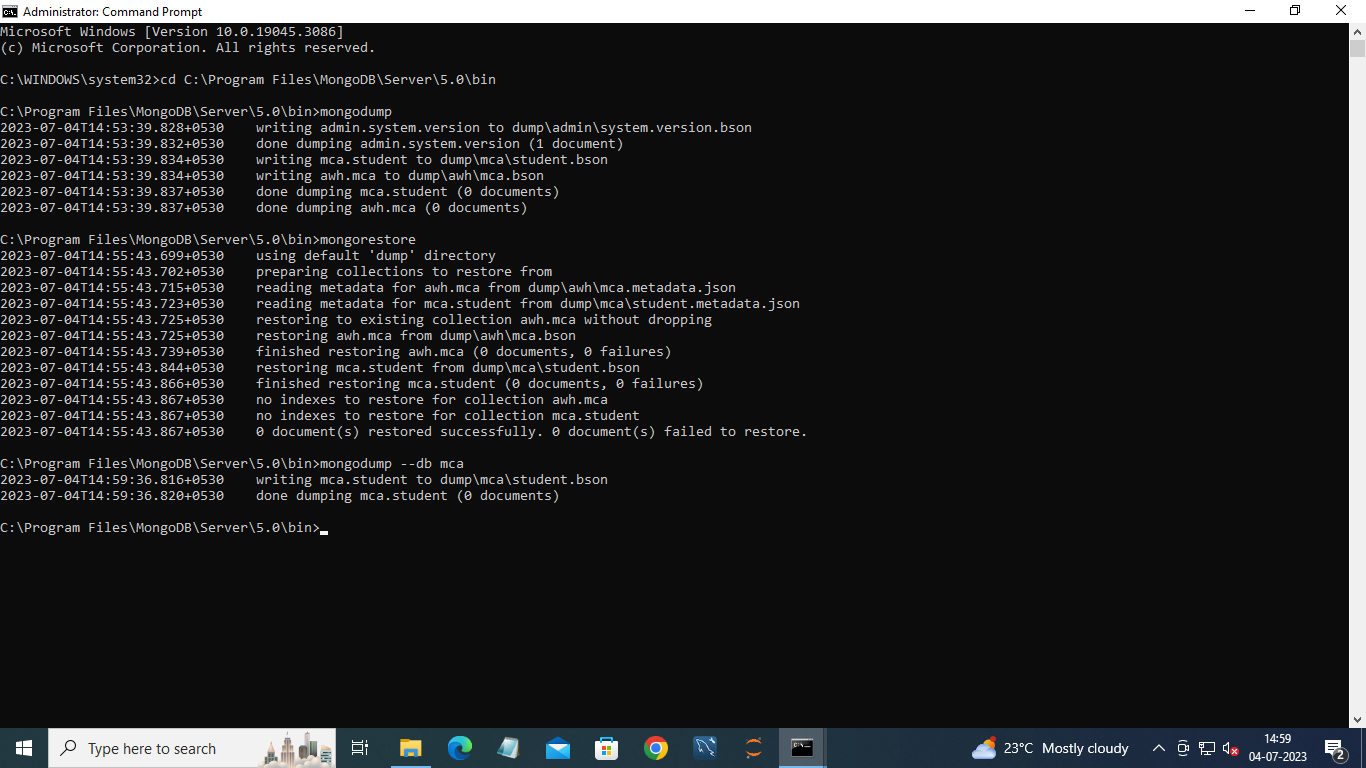 Administrator: Command Prompt
Microsoft Windows [Version 10.0.19045.3086]
(c) Microsoft Corporation. All rights reserved.
C:\WINDOWS\system32>cd C:\Program Files\MongoDB\Server\5.0\bin
C:\Program Files\MongoDB\Server\5.0\bin>mongodump
2023-07-04T14:53:39.828+0530    writing admin.system.version to dump\admin\system.version.bson
2023-07-04T14:53:39.832+0530    done dumping admin.system.version (1 document)
2023-07-04T14:53:39.834+0530    writing mca.student to dump\mca\student.bson
2023-07-04T14:53:39.834+0530    writing awh.mca to dump\awh\mca.bson
2023-07-04T14:53:39.837+0530    done dumping mca.student (0 documents)
2023-07-04T14:53:39.837+0530    done dumping awh.mca (0 documents)
C:\Program Files\MongoDB\Server\5.0\bin>mongorestore
2023-07-04T14:55:43.699+0530    using default 'dump' directory
2023-07-04T14:55:43.702+0530    preparing collections to restore from
2023-07-04T14:55:43.715+0530    reading metadata for awh.mca from dump\awh\mca.metadata.json
2023-07-04T14:55:43.723+0530    reading metadata for mca.student from dump\mca\student.metadata.json
2023-07-04T14:55:43.725+0530    restoring to existing collection awh.mca without dropping
2023-07-04T14:55:43.725+0530    restoring awh.mca from dump\awh\mca.bson
2023-07-04T14:55:43.739+0530    finished restoring awh.mca (0 documents, 0 failures)
2023-07-04T14:55:43.844+0530    restoring mca.student from dump\mca\student.bson
2023-07-04T14:55:43.866+0530    finished restoring mca.student (0 documents, 0 failures)
2023-07-04T14:55:43.867+0530    no indexes to restore for collection awh.mca
2023-07-04T14:55:43.867+0530    no indexes to restore for collection mca.student
2023-07-04T14:55:43.867+0530    0 document(s) restored successfully. 0 document(s) failed to restore.
C:\Program Files\MongoDB\Server\5.0\bin>mongodump --db mca
2023-07-04T14:59:36.816+0530    writing mca.student to dump\mca\student.bson
2023-07-04T14:59:36.820+0530    done dumping mca.student (0 documents)
C:\Program Files\MongoDB\Server\5.0\bin>
Type here to search
23°C Mostly cloudy
14:59
04-07-2023
2